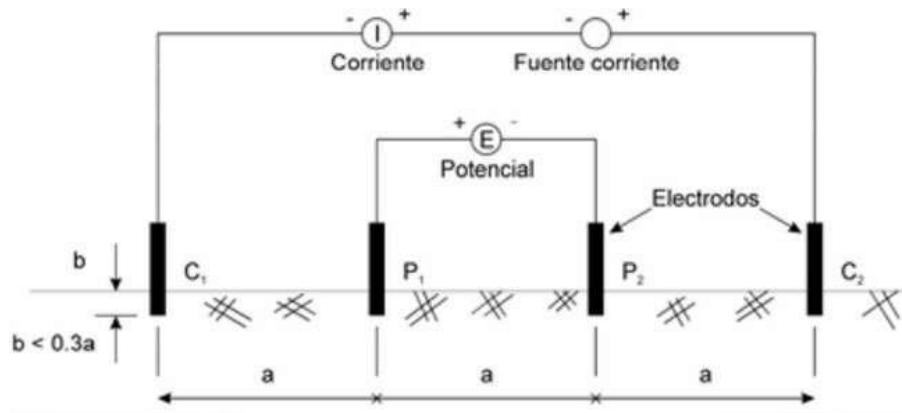 - + - +
I
Corriente Fuente corriente
+ -
E
Potencial
Electrodos
b C₁ P₁ P₂ C₂
b < 0.3a
a a a